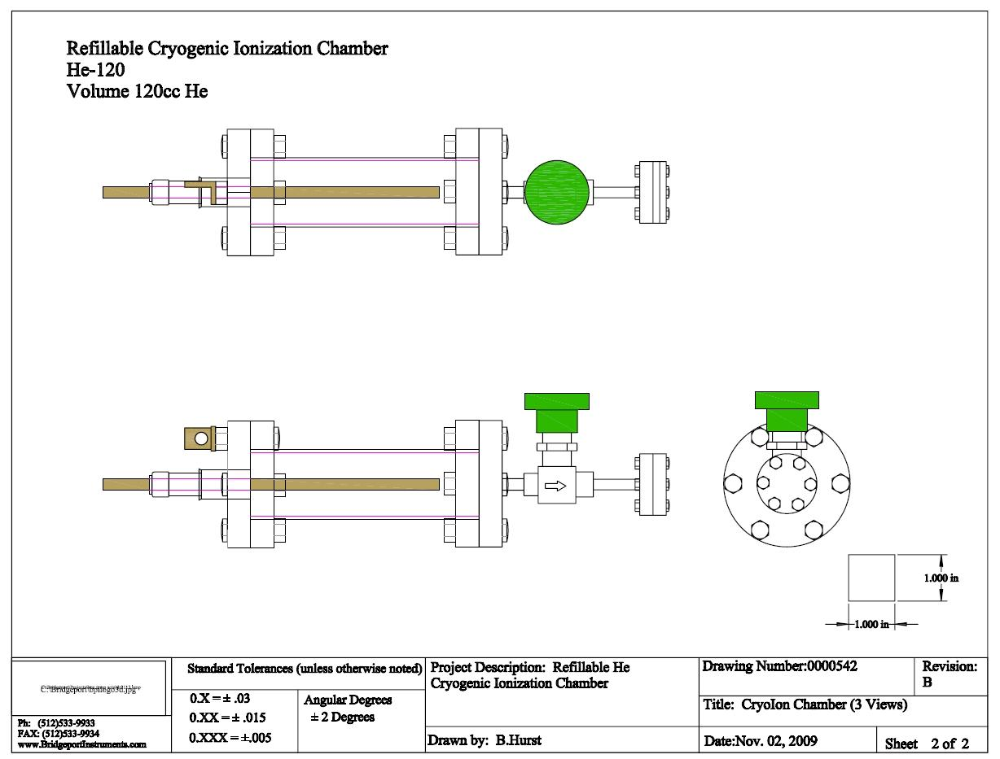 Refillable Cryogenic Ionization Chamber
He-120
Volume 120cc He
1.000 in
1.000 in
C:\Bridgeport\bpilogo3d.jpg
Ph: (512)533-9933
FAX: (512)533-9934
www.BridgeportInstruments.com
Standard Tolerances (unless otherwise noted)
0.X = ± .03
0.XX = ± .015
0.XXX = ±.005
Angular Degrees
± 2 Degrees
Project Description: Refillable He
Cryogenic Ionization Chamber
Drawn by: B.Hurst
Drawing Number:0000542
Revision:
B
Title: CryoIon Chamber (3 Views)
Date:Nov. 02, 2009
Sheet 2 of 2